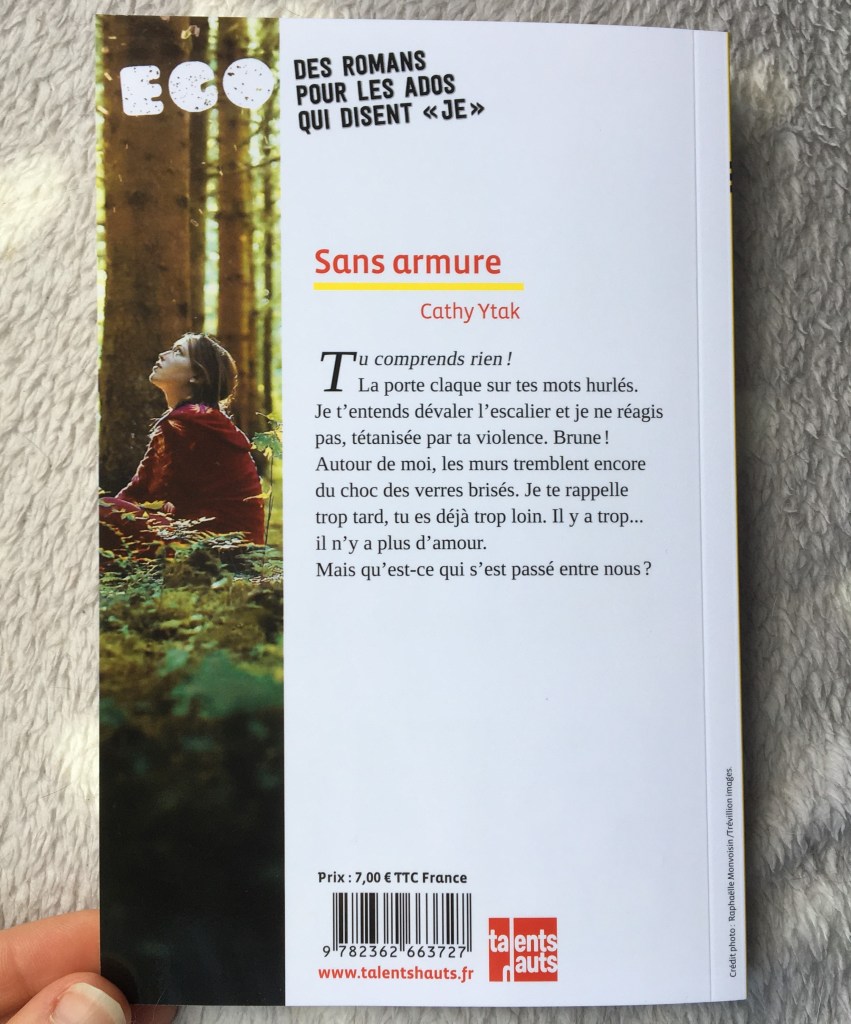 EGO
DES ROMANS
POUR LES ADOS
QUI DISENT «JE»
Sans armure
Cathy Ytak
Tu comprends rien !
La porte claque sur tes mots hurlés.
Je t'entends dévaler l'escalier et je ne réagis
pas, tétanisée par ta violence. Brune !
Autour de moi, les murs tremblent encore
du choc des verres brisés. Je te rappelle
trop tard, tu es déjà trop loin. Il y a trop...
il n'y a plus d'amour.
Mais qu'est-ce qui s'est passé entre nous ?
Prix : 7,00 € TTC France
9 782362 663727
www.talentshauts.fr
talents
hauts
Crédit photo : Raphaëlle Monvoisin /Trévillion images.